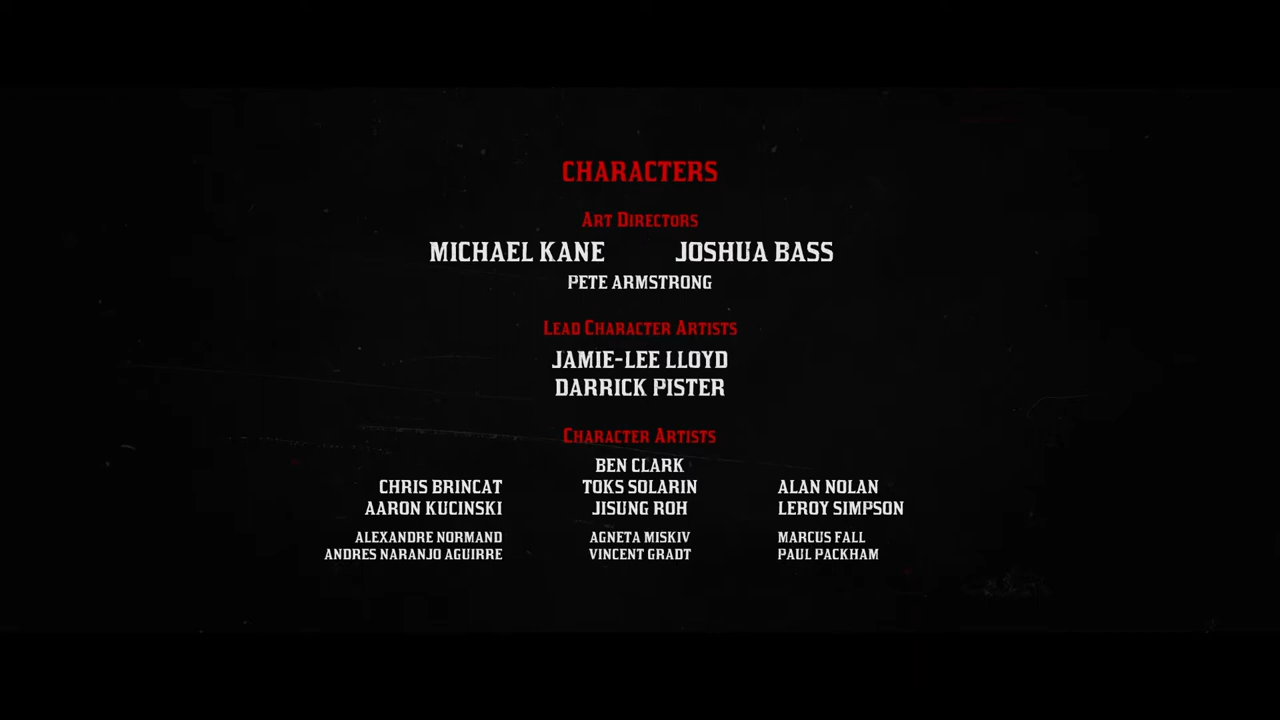 CHARACTERS
ART DIRECTORS
MICHAEL KANE JOSHUA BASS
PETE ARMSTRONG
LEAD CHARACTER ARTISTS
JAMIE-LEE LLOYD
DARRICK PISTER
CHARACTER ARTISTS
BEN CLARK
CHRIS BRINCAT TOKS SOLARIN ALAN NOLAN
AARON KUCINSKI JISUNG ROH LEROY SIMPSON
ALEXANDRE NORMAND AGNETA MISKIV MARCUS FALL
ANDRES NARANJO AGUIRRE VINCENT GRADT PAUL PACKHAM